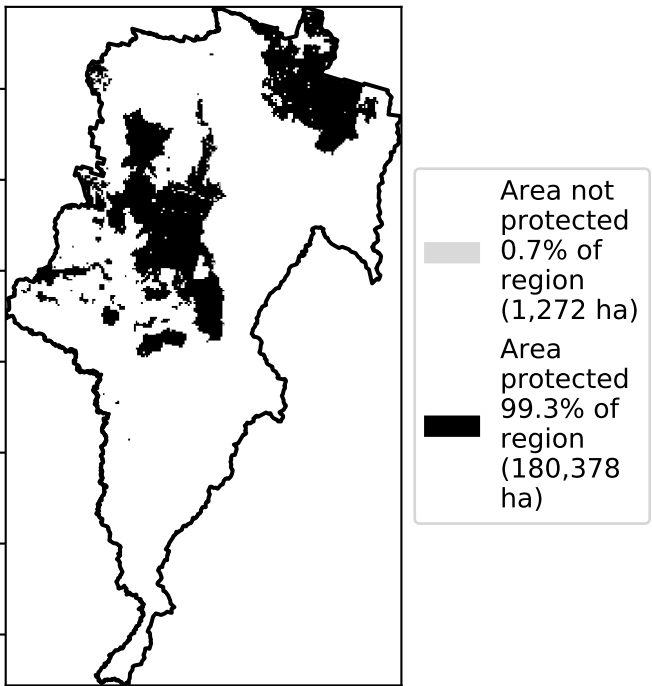 Area not
protected
0.7% of
region
(1,272 ha)
Area
protected
99.3% of
region
(180,378
ha)